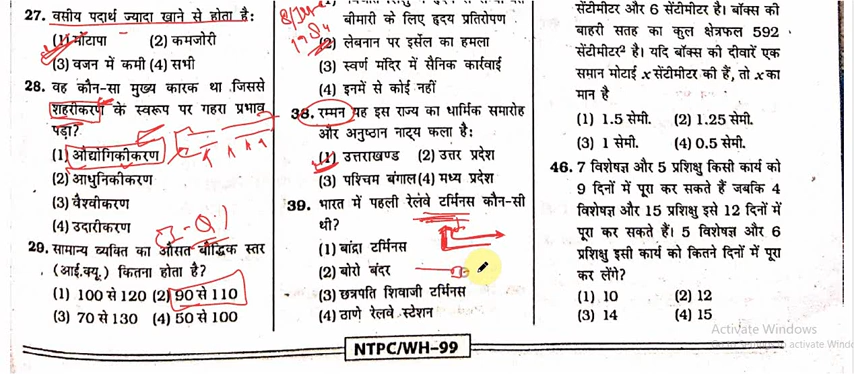 27. वसीय पदार्थ ज्यादा खाने से होता है:
(1) मोटापा (2) कमजोरी
(3) वजन में कमी (4) सभी
28. वह कौन-सा मुख्य कारक था जिससे
शहरीकरण के स्वरूप पर गहरा प्रभाव
पड़ा?
(1) औद्योगिकीकरण
(2) आधुनिकीकरण
(3) वैश्वीकरण
(4) उदारीकरण
(I-Q.)
29. सामान्य व्यक्ति का औसत बौद्धिक स्तर
(आई.क्यू.) कितना होता है?
(1) 100 से 120 (2) 90 से 110
(3) 70 से 130 (4) 50 से 100
1984
बीमारी के लिए हृदय प्रतिरोपण
(2) लेबनान पर इर्सेल का हमला
(3) स्वर्ण मंदिर में सैनिक कार्रवाई
(4) इनमें से कोई नहीं
38. रम्मन यह इस राज्य का धार्मिक समारोह
और अनुष्ठान नाट्य कला है:
(1) उत्तराखण्ड (2) उत्तर प्रदेश
(3) पश्चिम बंगाल (4) मध्य प्रदेश
39. भारत में पहली रेलवे टर्मिनस कौन-सी
थी?
(1) बांद्रा टर्मिनस
(2) बोरो बंदर
(3) छत्रपति शिवाजी टर्मिनस
(4) ठाणे रेलवे स्टेशन
सेंटीमीटर और 6 सेंटीमीटर है। बॉक्स की
बाहरी सतह का कुल क्षेत्रफल 592
सेंटीमीटर² है। यदि बॉक्स की दीवारें एक
समान मोटाई x सेंटीमीटर की हैं, तो x का
मान है
(1) 1.5 सेमी. (2) 1.25 सेमी.
(3) 1 सेमी. (4) 0.5 सेमी.
46. 7 विशेषज्ञ और 5 प्रशिक्षु किसी कार्य को
9 दिनों में पूरा कर सकते हैं जबकि 4
विशेषज्ञ और 15 प्रशिक्षु इसे 12 दिनों में
पूरा कर सकते हैं। 5 विशेषज्ञ और 6
प्रशिक्षु इसी कार्य को कितने दिनों में पूरा
कर लेंगे?
(1) 10 (2) 12
(3) 14 (4) 15
Activate Windows
to activate Windo
NTPC/WH-99